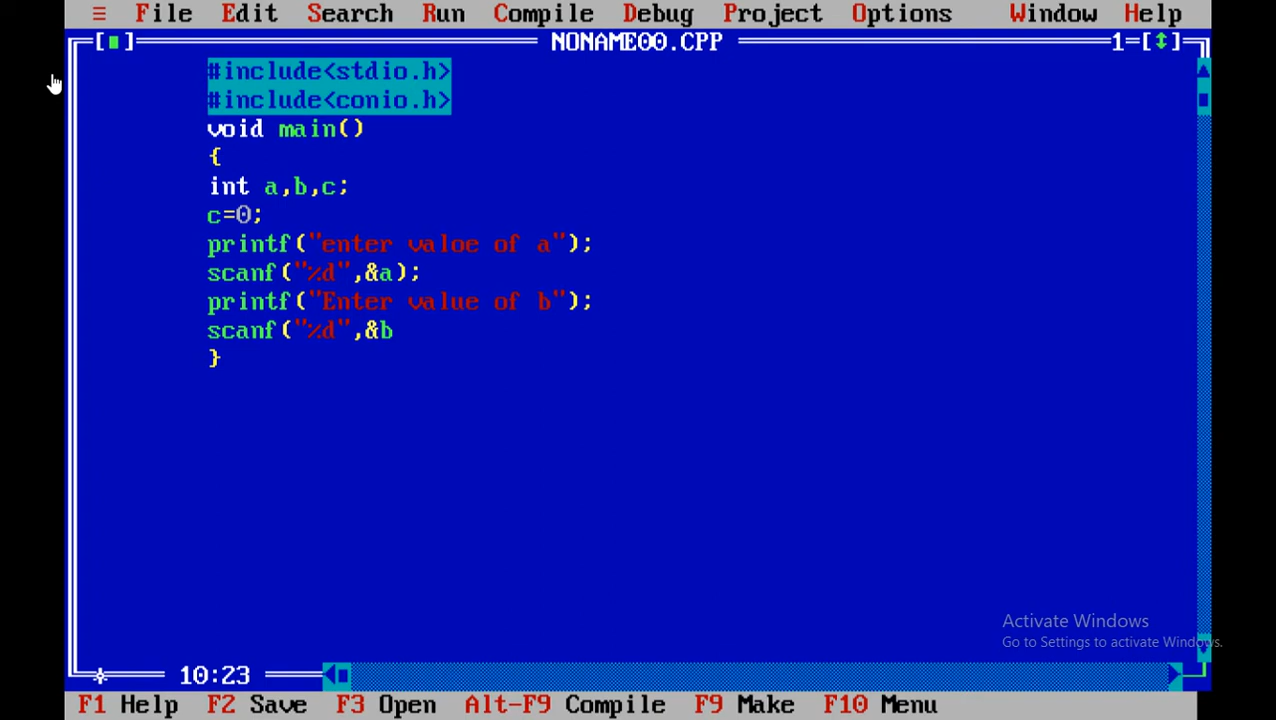 ≡ File Edit Search Run Compile Debug Project Options Window Help
[■] NONAME00.CPP 1=[↕]
#include<stdio.h>
#include<conio.h>
void main()
{
int a,b,c;
c=0;
printf("enter valoe of a");
scanf("%d",&a);
printf("Enter value of b");
scanf("%d",&b
}
Activate Windows
Go to Settings to activate Windows.
10:23
F1 Help F2 Save F3 Open Alt-F9 Compile F9 Make F10 Menu